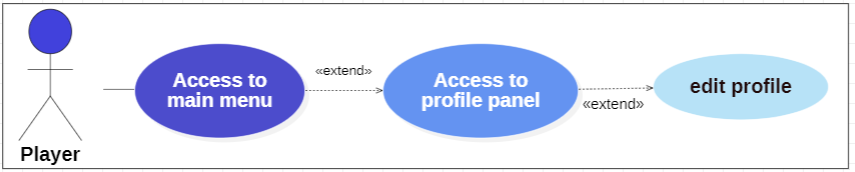 Access to
main menu
«extend»
Access to
profile panel
«extend»
edit profile
Player